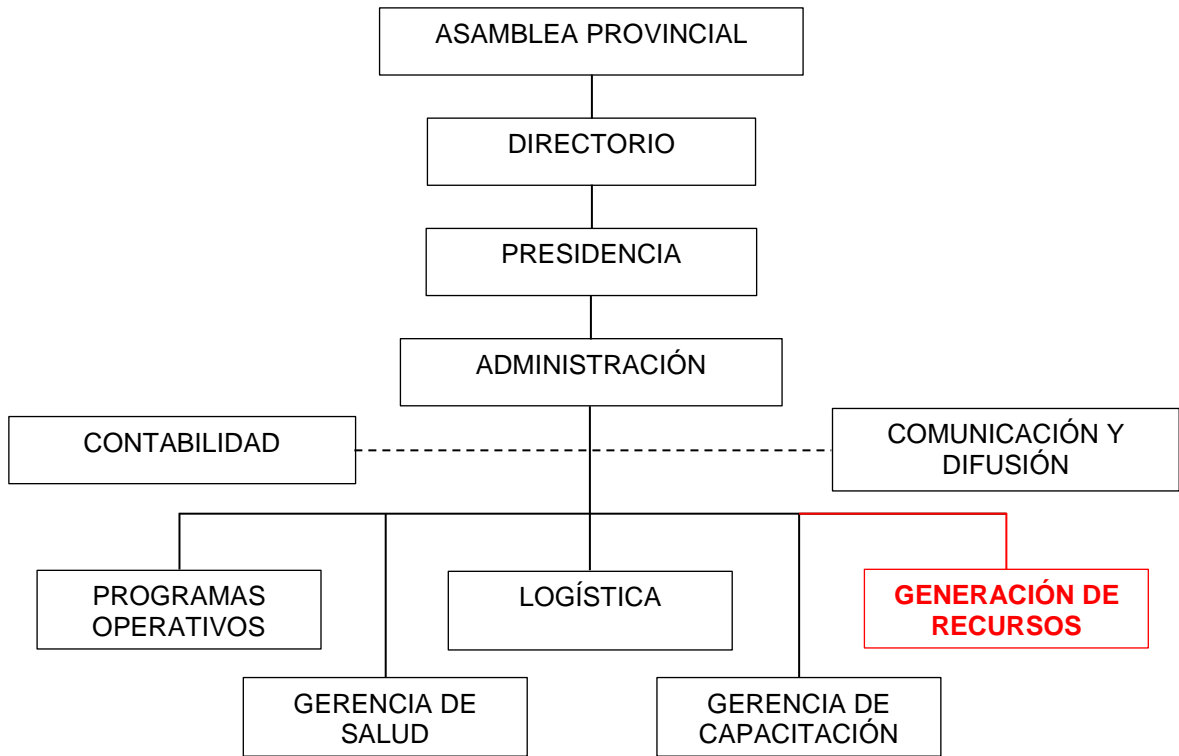 ASAMBLEA PROVINCIAL
DIRECTORIO
PRESIDENCIA
ADMINISTRACIÓN
CONTABILIDAD
COMUNICACIÓN Y
DIFUSIÓN
PROGRAMAS
OPERATIVOS
LOGÍSTICA
GENERACIÓN DE
RECURSOS
GERENCIA DE
SALUD
GERENCIA DE
CAPACITACIÓN